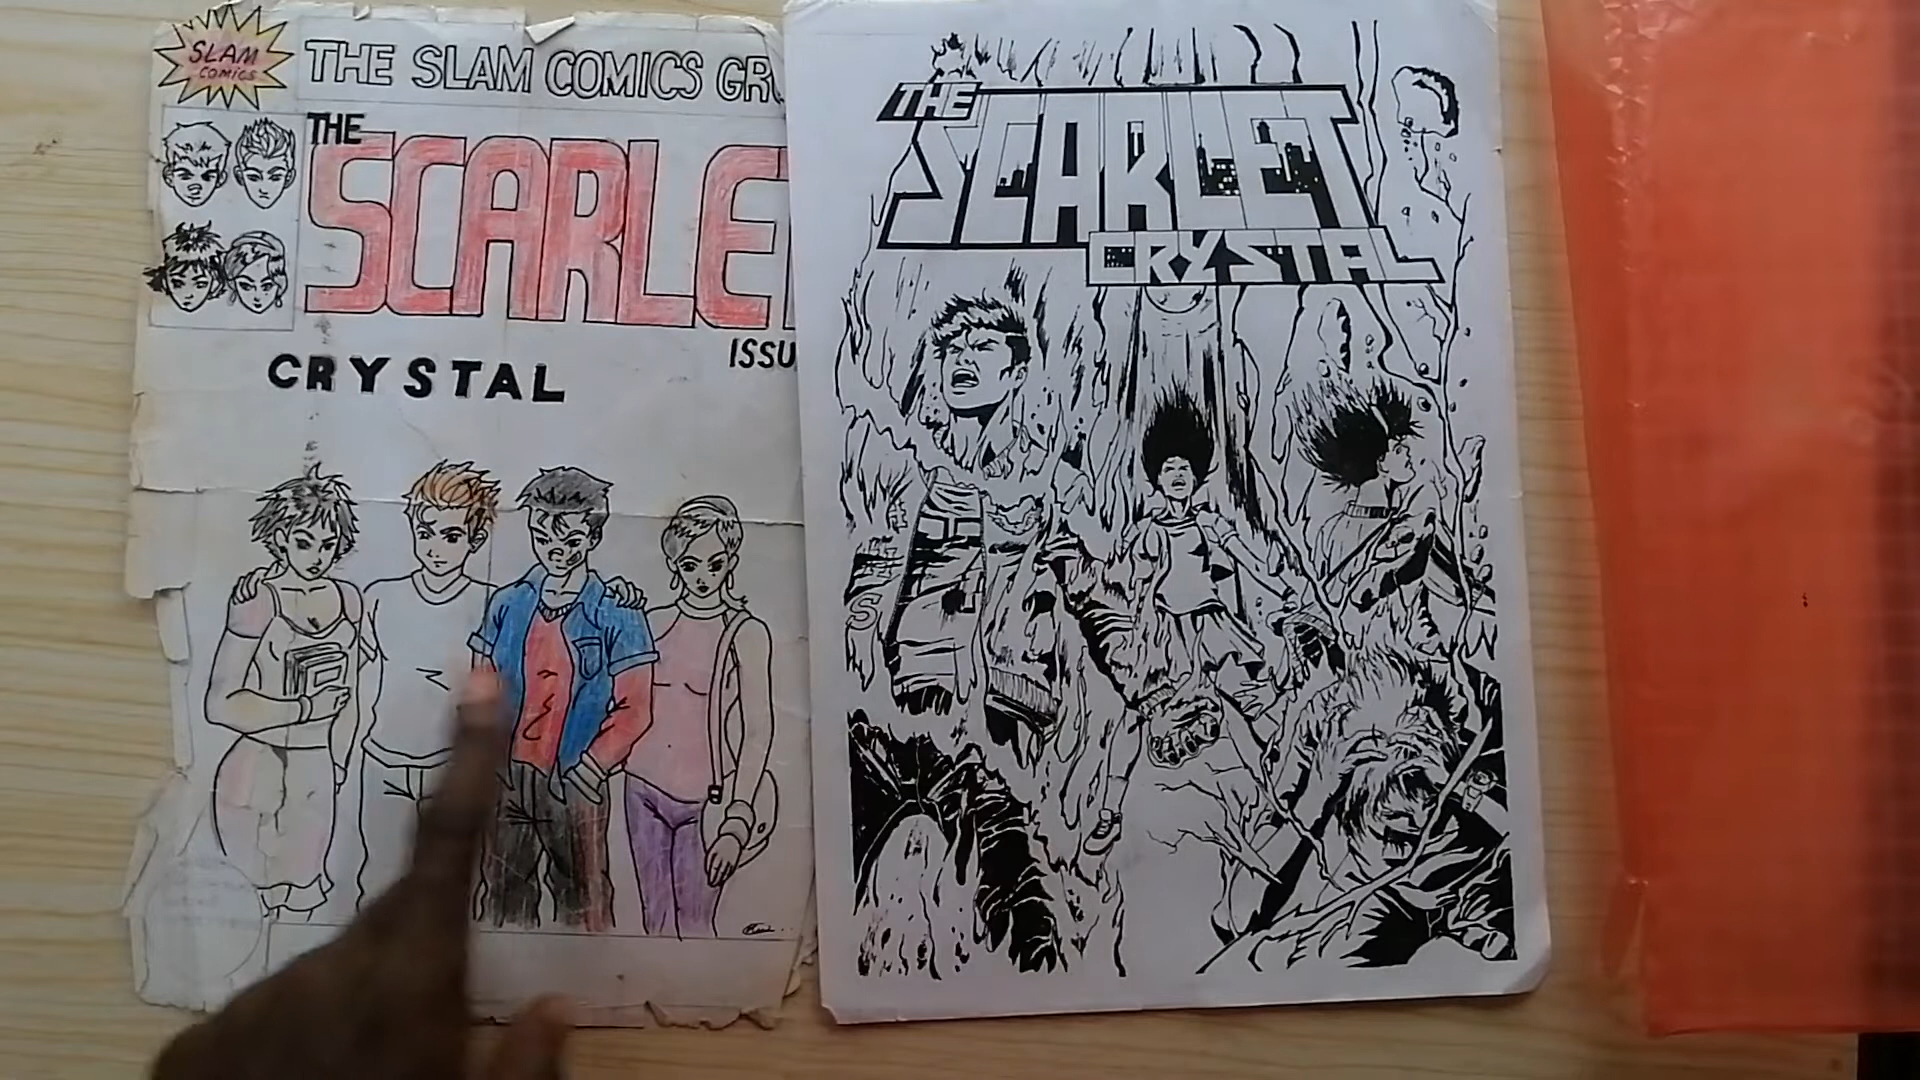 SLAM
COMICS
THE SLAM COMICS GR
THE
SCARLE
ISSU
CRYSTAL
THE
SCARLET
CRYSTAL